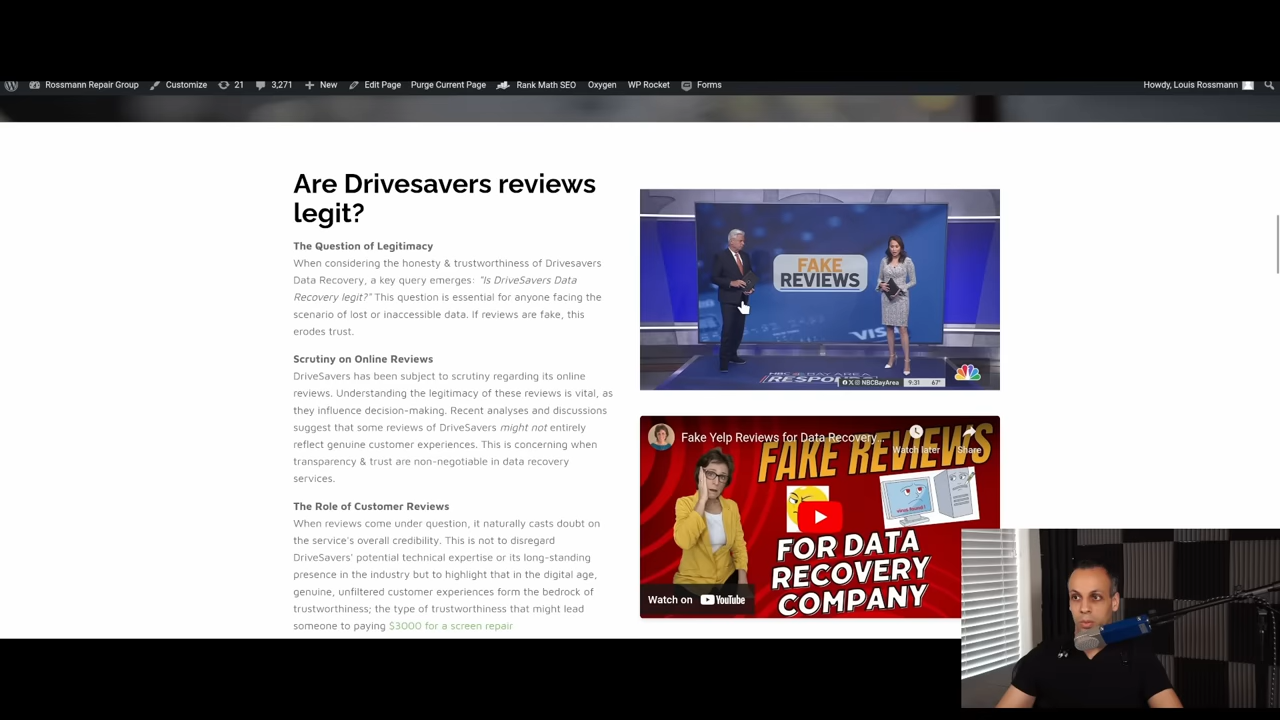 Rossmann Repair Group Customize 21 3,271 New Edit Page Purge Current Page Rank Math SEO Oxygen WP Rocket Forms Howdy, Louis Rossmann
Are Drivesavers reviews
legit?
The Question of Legitimacy
When considering the honesty & trustworthiness of Drivesavers
Data Recovery, a key query emerges: "Is DriveSavers Data
Recovery legit?" This question is essential for anyone facing the
scenario of lost or inaccessible data. If reviews are fake, this
erodes trust.
Scrutiny on Online Reviews
DriveSavers has been subject to scrutiny regarding its online
reviews. Understanding the legitimacy of these reviews is vital, as
they influence decision-making. Recent analyses and discussions
suggest that some reviews of DriveSavers might not entirely
reflect genuine customer experiences. This is concerning when
transparency & trust are non-negotiable in data recovery
services.
The Role of Customer Reviews
When reviews come under question, it naturally casts doubt on
the service's overall credibility. This is not to disregard
DriveSavers' potential technical expertise or its long-standing
presence in the industry but to highlight that in the digital age,
genuine, unfiltered customer experiences form the bedrock of
trustworthiness; the type of trustworthiness that might lead
someone to paying $3000 for a screen repair
FAKE
REVIEWS
VISA
NBC BAY AREA
RESPO
NBCBayArea 9:31 67°
Fake Yelp Reviews for Data Recovery...
Watch later Share
FAKE REVIEWS
FOR DATA
RECOVERY
COMPANY
Watch on YouTube